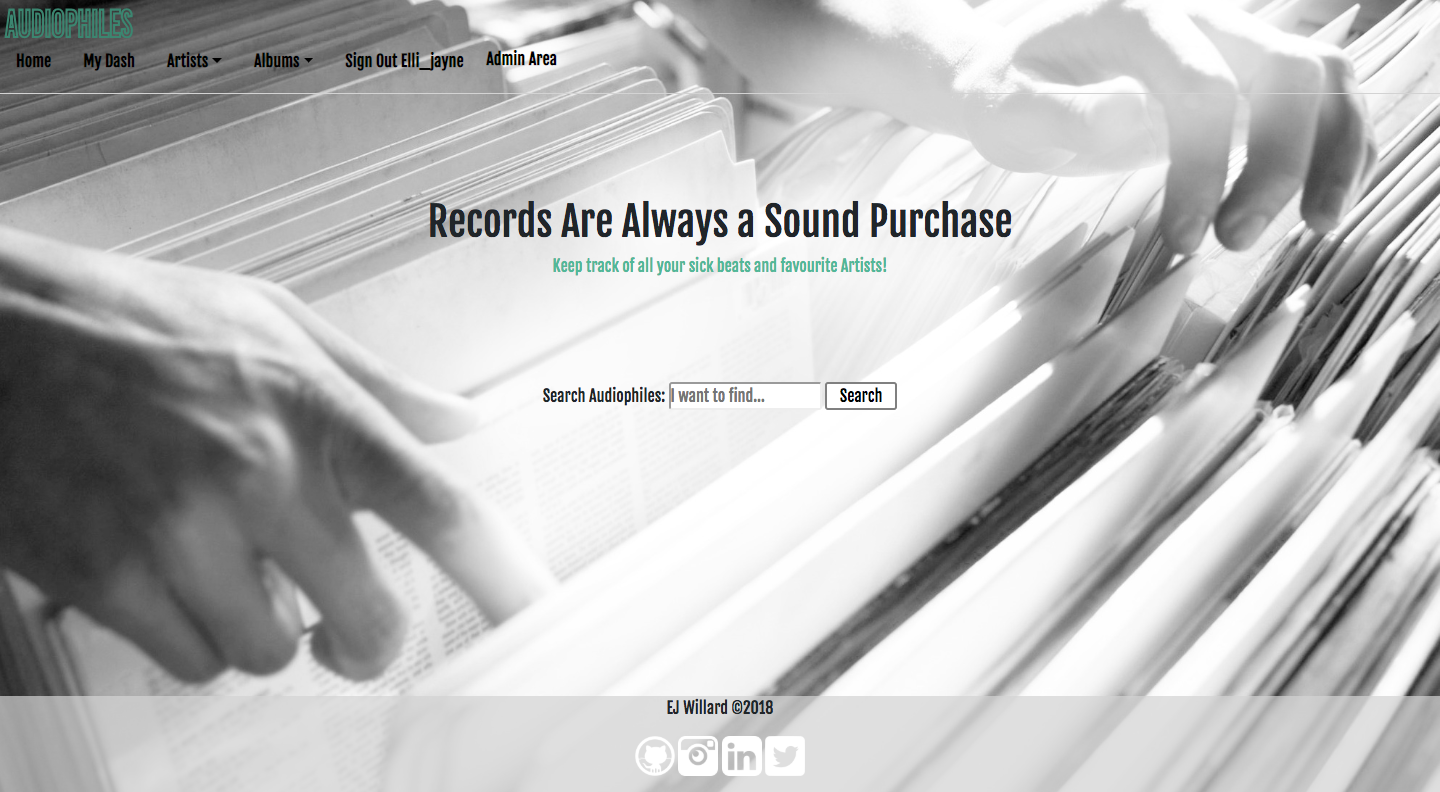 AUDIOPHILES
Home My Dash Artists Albums Sign Out Elli_jayne Admin Area
Records Are Always a Sound Purchase
Keep track of all your sick beats and favourite Artists!
Search Audiophiles: I want to find... Search
EJ Willard ©2018
in